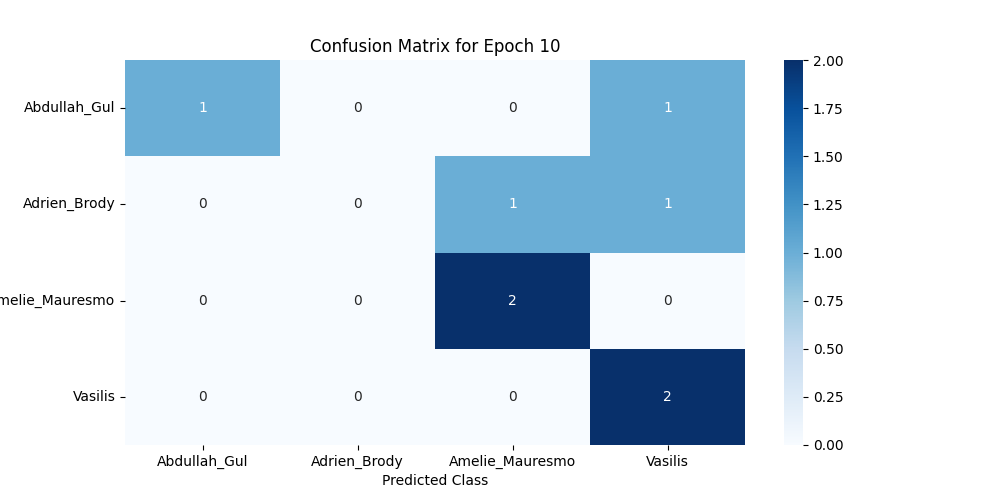 Confusion Matrix for Epoch 10
2.00
Abdullah_Gul 1 0 0 1
1.75
1.50
Adrien_Brody 0 0 1 1
1.25
1.00
melie_Mauresmo 0 0 2 0
0.75
0.50
Vasilis 0 0 0 2
0.25
0.00
Abdullah_Gul Adrien_Brody Amelie_Mauresmo Vasilis
Predicted Class